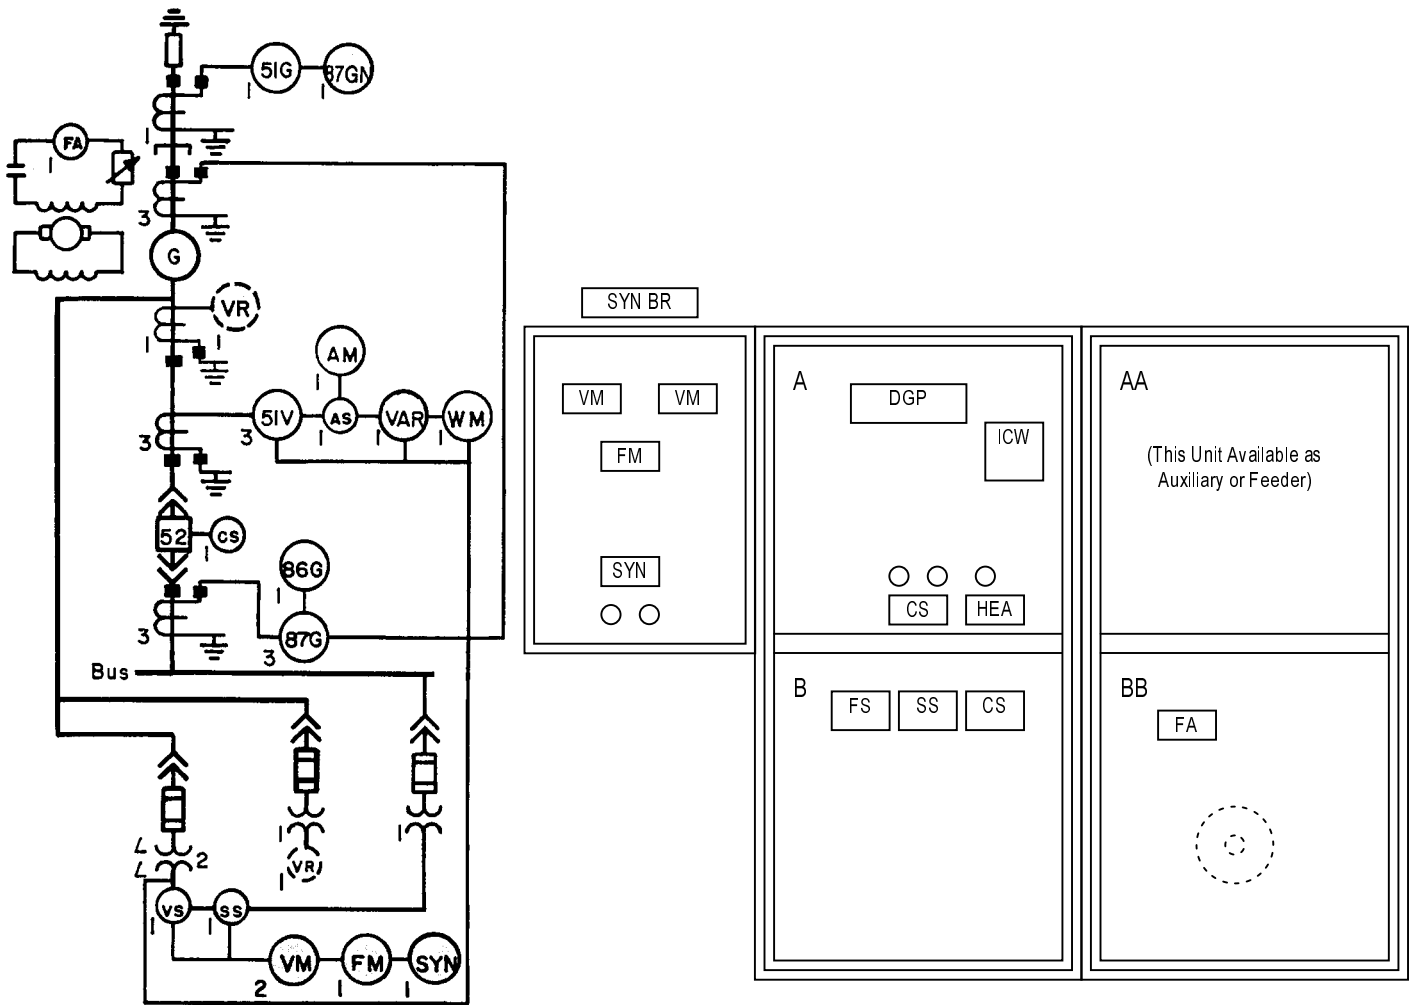 51G
87GN
1
1
1
FA
1
3
G
VR
1
1
AM
1
51V
AS
VAR
WM
3
3
1
1
1
52
CS
1
86G
1
87G
3
3
Bus
L
L
2
1
VR
1
1
VS
SS
1
1
VM
FM
SYN
2
1
1
SYN BR
VM
VM
FM
SYN
A
DGP
ICW
CS
HEA
B
FS
SS
CS
AA
(This Unit Available as
Auxiliary or Feeder)
BB
FA